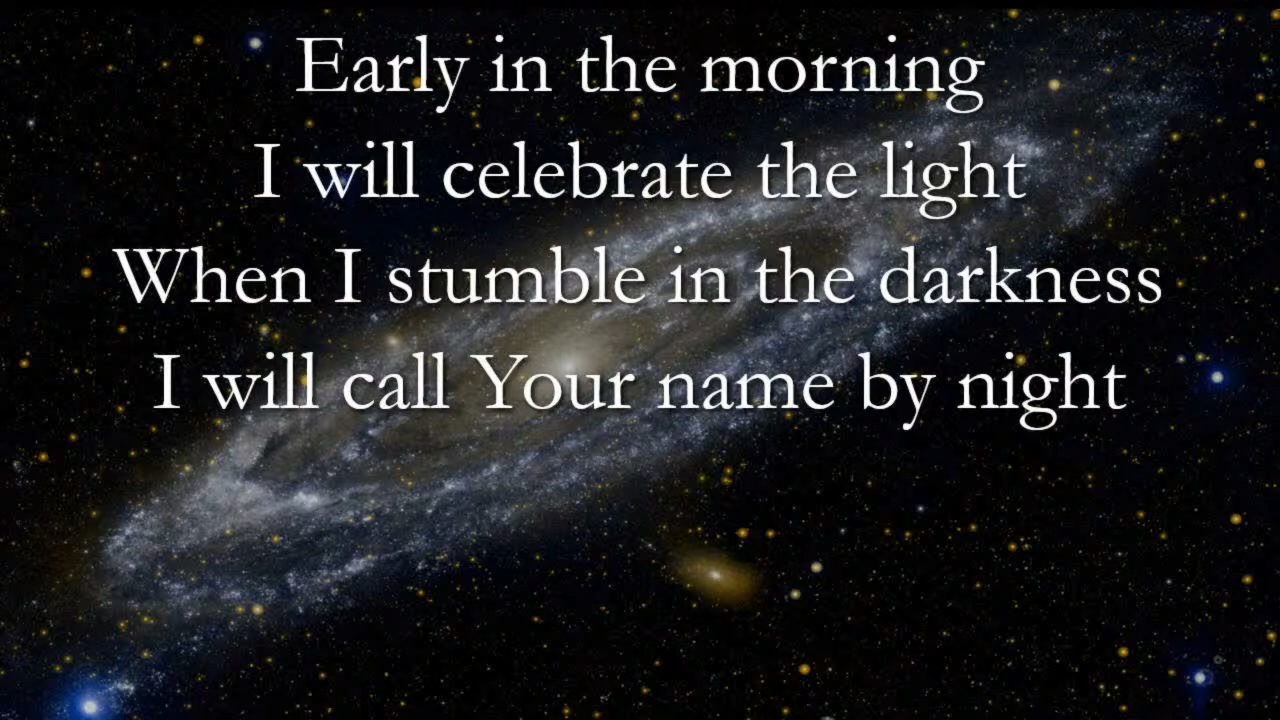 Early in the morning
I will celebrate the light
When I stumble in the darkness
I will call Your name by night